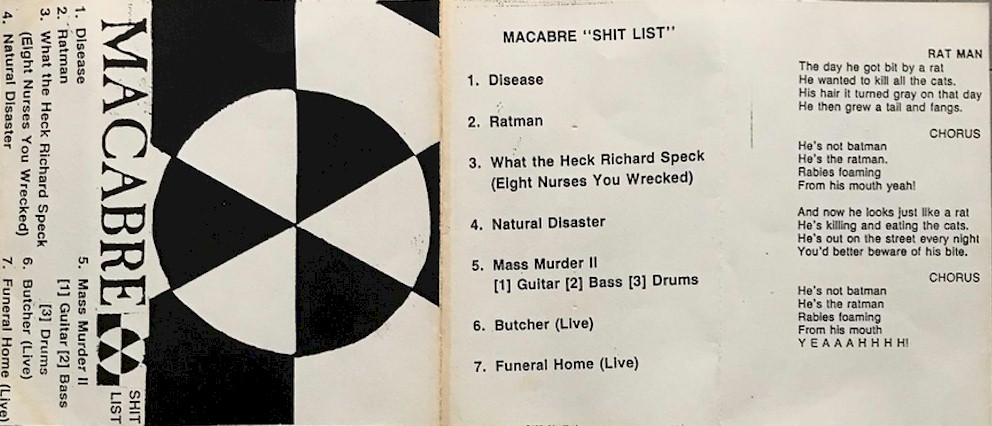 1. Disease
2. Ratman
3. What the Heck Richard Speck
(Eight Nurses You Wrecked)
4. Natural Disaster
5. Mass Murder II
[1] Guitar [2] Bass
[3] Drums
6. Butcher (Live)
7. Funeral Home (Live)
MACABRE
SHIT
LIST
MACABRE "SHIT LIST"
1. Disease
2. Ratman
3. What the Heck Richard Speck
(Eight Nurses You Wrecked)
4. Natural Disaster
5. Mass Murder II
[1] Guitar [2] Bass [3] Drums
6. Butcher (Live)
7. Funeral Home (Live)
RAT MAN
The day he got bit by a rat
He wanted to kill all the cats.
His hair it turned gray on that day
He then grew a tail and fangs.
CHORUS
He's not batman
He's the ratman.
Rabies foaming
From his mouth yeah!
And now he looks just like a rat
He's killing and eating the cats.
He's out on the street every night
You'd better beware of his bite.
CHORUS
He's not batman
He's the ratman
Rabies foaming
From his mouth
Y E A A A H H H H!